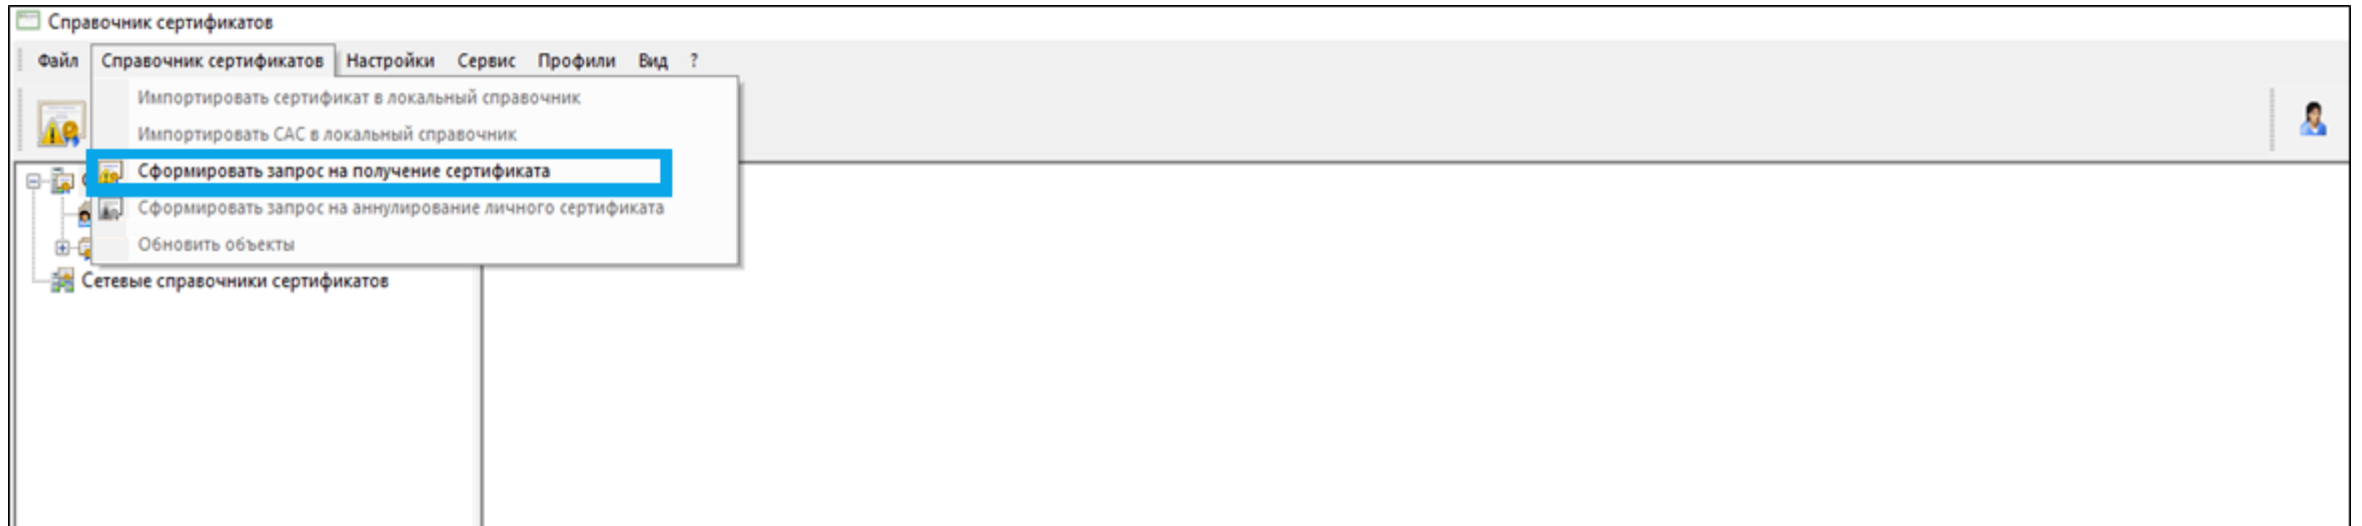 Справочник сертификатов
Файл Справочник сертификатов Настройки Сервис Профили Вид ?
Импортировать сертификат в локальный справочник
Импортировать САС в локальный справочник
Сформировать запрос на получение сертификата
Сформировать запрос на аннулирование личного сертификата
Обновить объекты
Сетевые справочники сертификатов